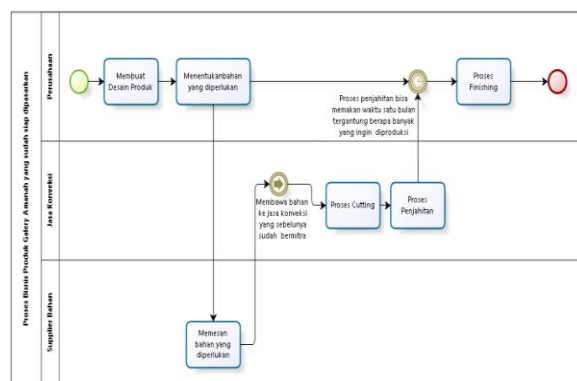 Proses Bisnis Produk Galery Amanah yang sudah siap dipasarkan
Perusahaan
Membuat
Desain Produk
Menentukanbahan
yang diperlukan
Proses penjahitan bisa
memakan waktu satu bulan
tergantung berapa banyak
yang ingin diproduksi
Proses
Finishing
Jasa Konveksi
Membawa bahan
ke jasa konveksi
yang sebelunya
sudah bermitra
Proses Cutting
Proses
Penjahitan
Supplier Bahan
Memesan
bahan yang
diperlukan